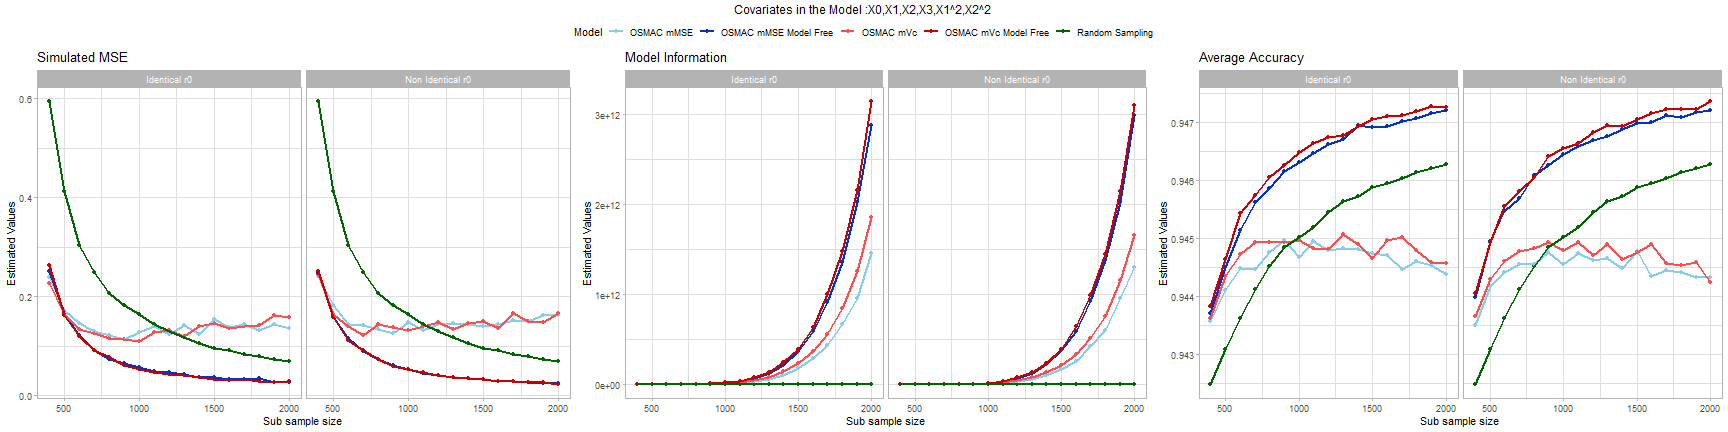 Covariates in the Model :X0,X1,X2,X3,X1^2,X2^2
Model OSMAC mMSE OSMAC mMSE Model Free OSMAC mVc OSMAC mVc Model Free Random Sampling
Simulated MSE
Identical r0 Non Identical r0
Estimated Values
0.6
0.4
0.2
0.0
500 1000 1500 2000 500 1000 1500 2000
Sub sample size
Model Information
Identical r0 Non Identical r0
Estimated Values
3e+12
2e+12
1e+12
0e+00
500 1000 1500 2000 500 1000 1500 2000
Sub sample size
Average Accuracy
Identical r0 Non Identical r0
Estimated Values
0.947
0.946
0.945
0.944
0.943
500 1000 1500 2000 500 1000 1500 2000
Sub sample size